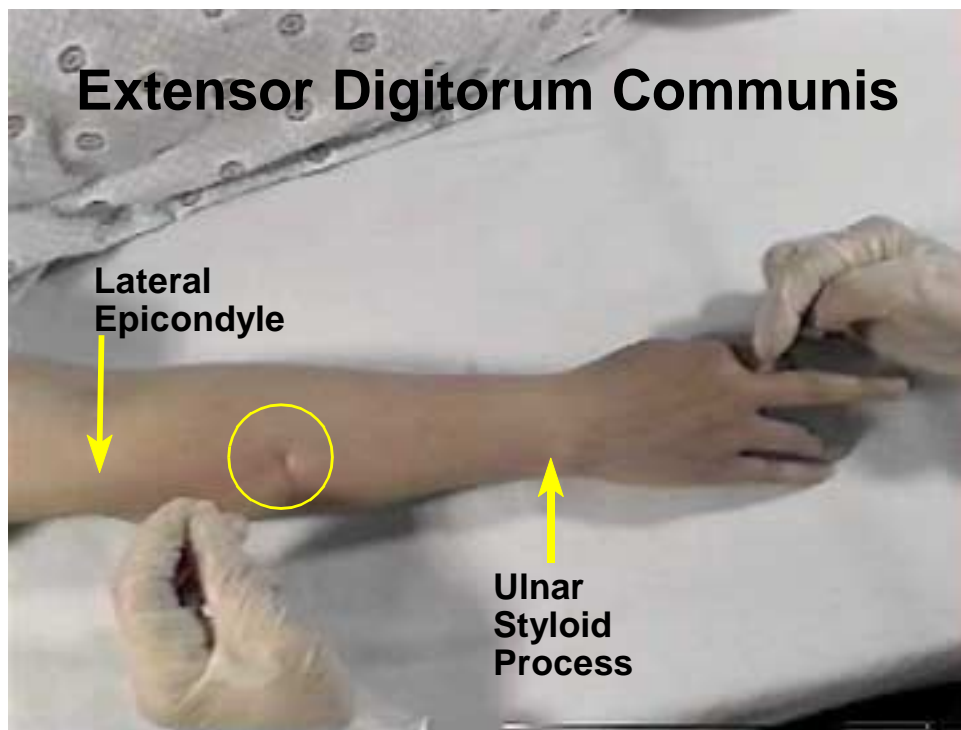 Extensor Digitorum Communis
Lateral
Epicondyle
Ulnar
Styloid
Process